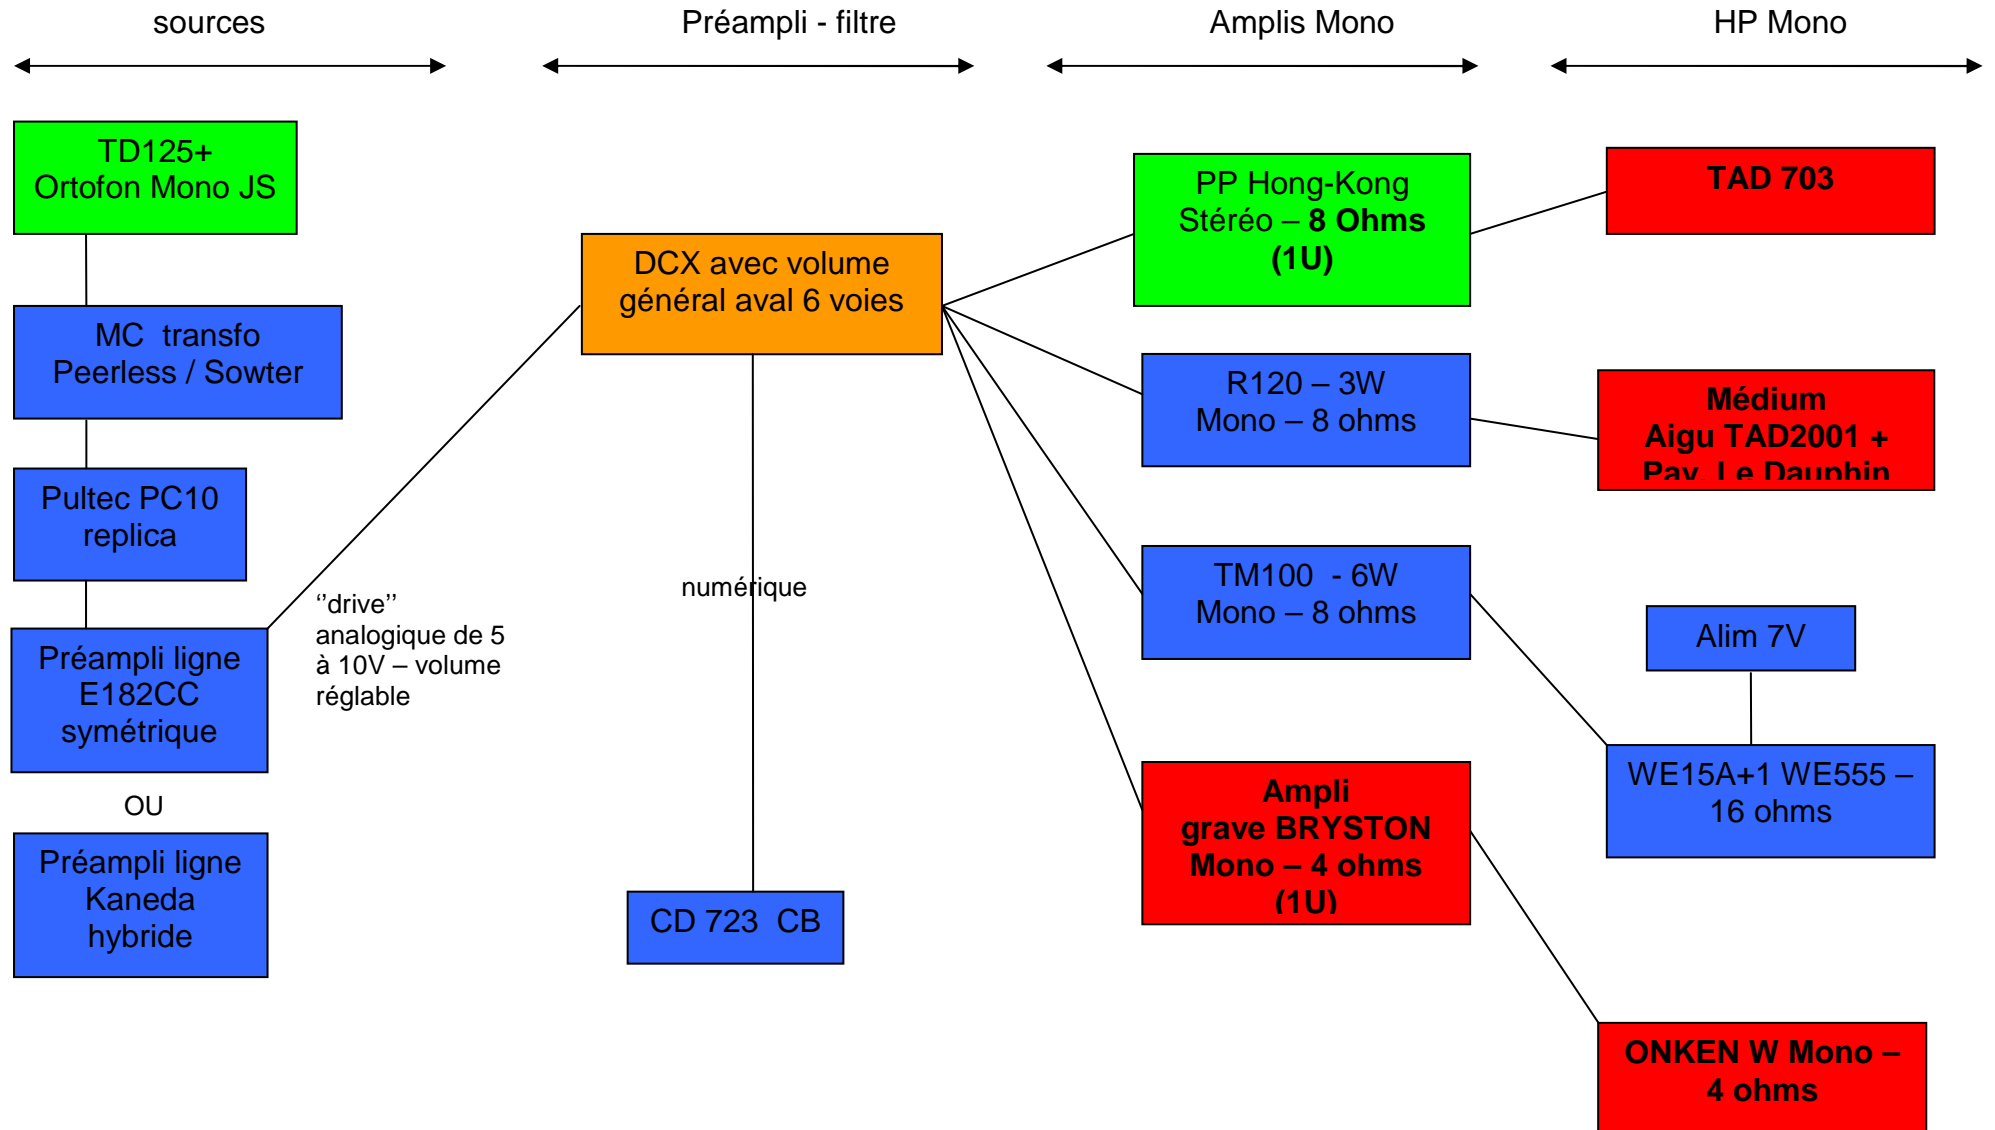 sources
Préampli - filtre
Amplis Mono
HP Mono
TD125+
Ortofon Mono JS
MC transfo
Peerless / Sowter
Pultec PC10
replica
Préampli ligne
E182CC
symétrique
OU
Préampli ligne
Kaneda
hybride
‘’drive’’
analogique de 5
à 10V – volume
réglable
DCX avec volume
général aval 6 voies
numérique
CD 723 CB
PP Hong-Kong
Stéréo – 8 Ohms
(1U)
R120 – 3W
Mono – 8 ohms
TM100 - 6W
Mono – 8 ohms
Ampli
grave BRYSTON
Mono – 4 ohms
(1U)
TAD 703
Médium
Aigu TAD2001 +
Pav. Le Dauphin
Alim 7V
WE15A+1 WE555 –
16 ohms
ONKEN W Mono –
4 ohms